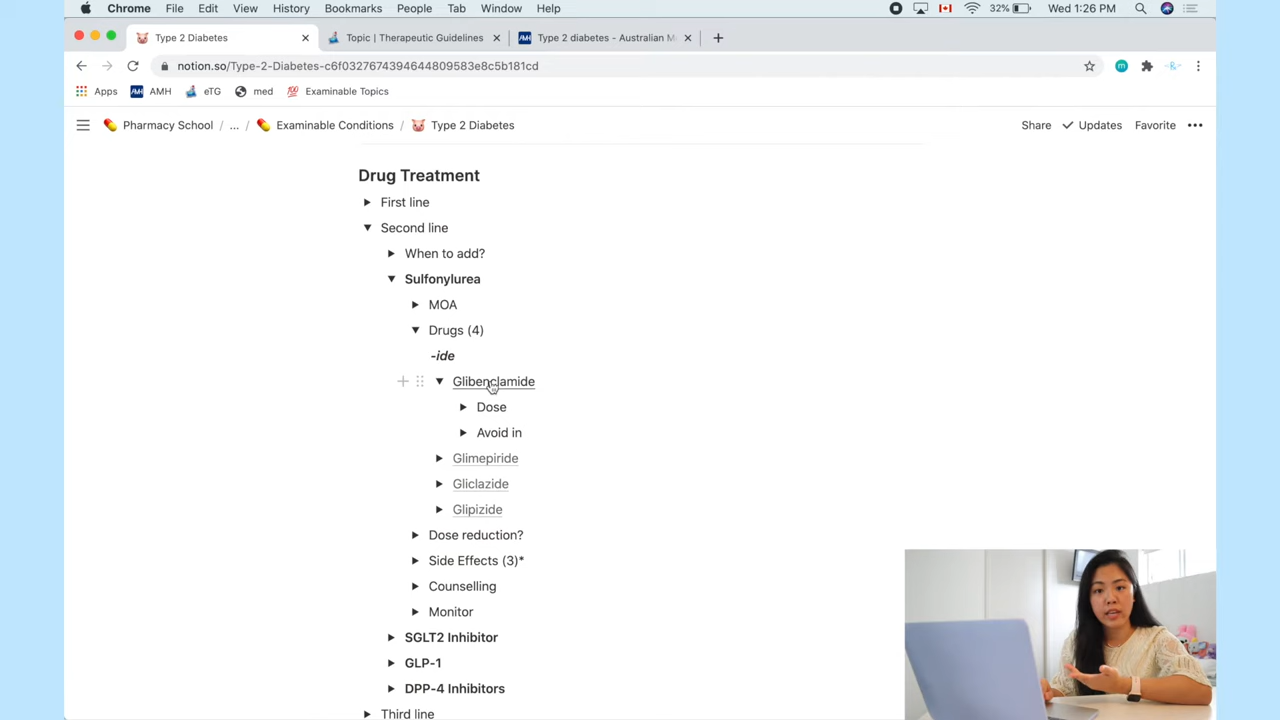 Chrome File Edit View History Bookmarks People Tab Window Help 32% Wed 1:26 PM
Type 2 Diabetes Topic | Therapeutic Guidelines Type 2 diabetes - Australian M
notion.so/Type-2-Diabetes-c6f0327674394644809583e8c5b181cd
Apps AMH eTG med Examinable Topics
Pharmacy School / ... / Examinable Conditions / Type 2 Diabetes Share Updates Favorite
Drug Treatment
First line
Second line
When to add?
Sulfonylurea
MOA
Drugs (4)
-ide
Glibenclamide
Dose
Avoid in
Glimepiride
Gliclazide
Glipizide
Dose reduction?
Side Effects (3)*
Counselling
Monitor
SGLT2 Inhibitor
GLP-1
DPP-4 Inhibitors
Third line